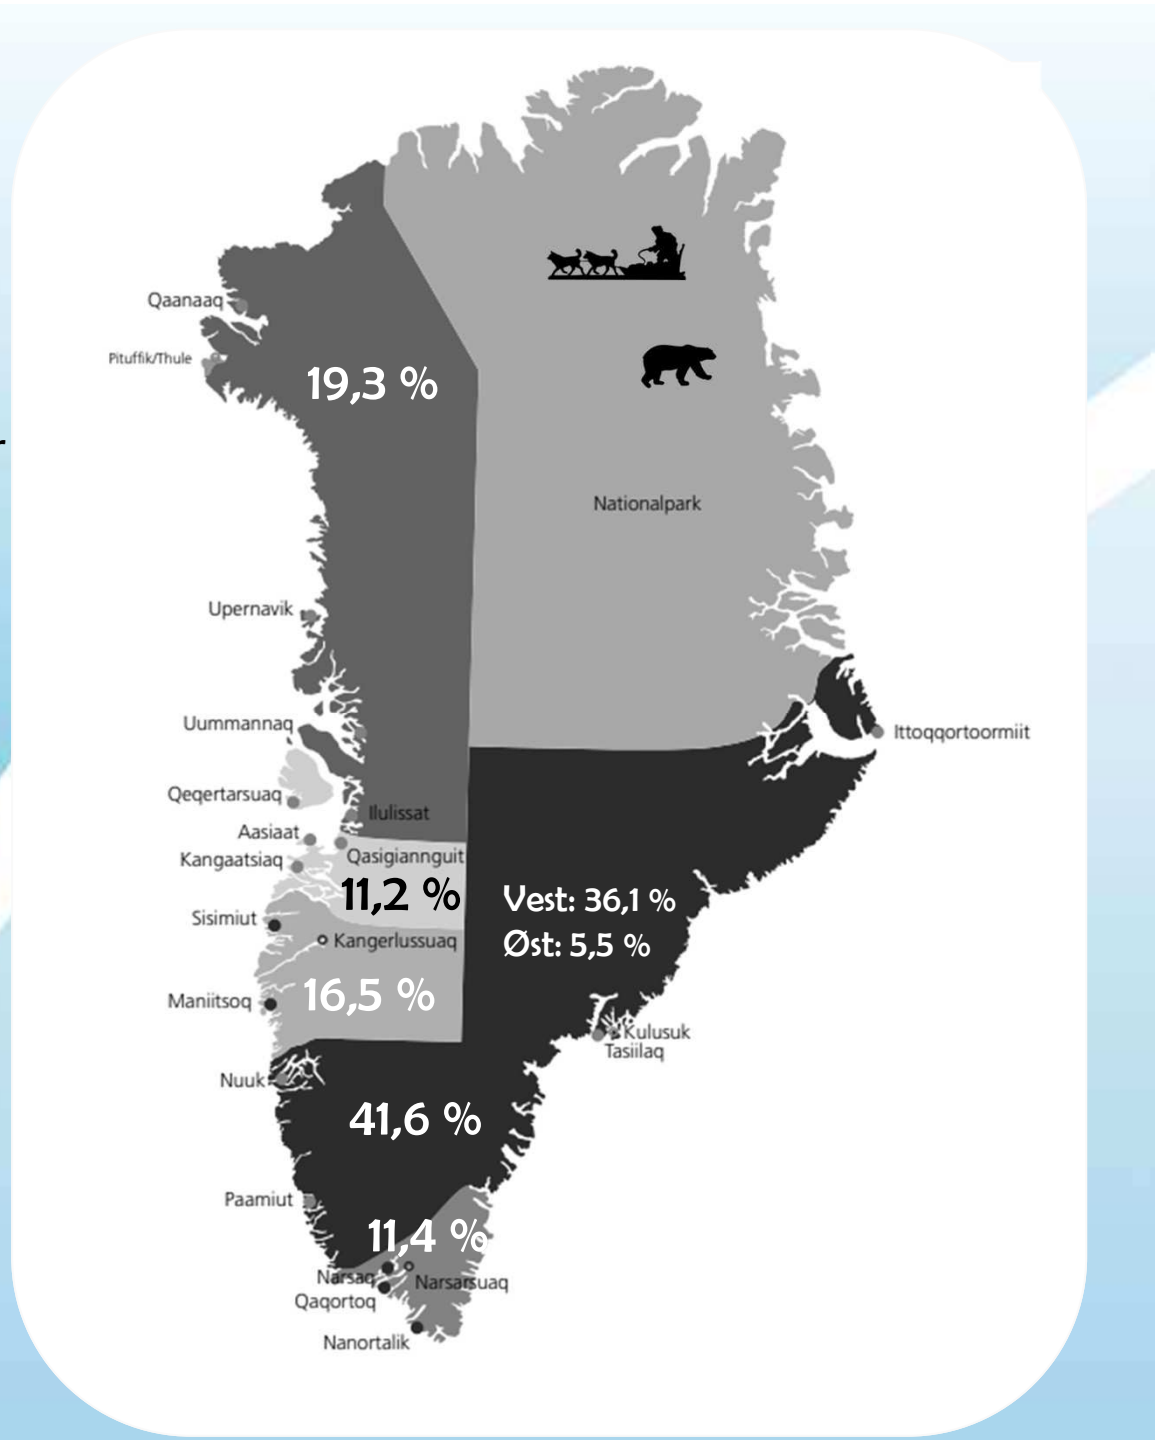 Qaanaaq
Pituffik/Thule
19,3 %
Nationalpark
Upernavik
Uummannaq
Ittoqqortoormiit
Qeqertarsuaq
Ilulissat
Aasiaat
Qasigiannguit
Kangaatsiaq
11,2 %
Vest: 36,1 %
Øst: 5,5 %
Sisimiut
Kangerlussuaq
16,5 %
Maniitsoq
Kulusuk
Tasiilaq
Nuuk
41,6 %
Paamiut
11,4 %
Narsaq
Narsarsuaq
Qaqortoq
Nanortalik